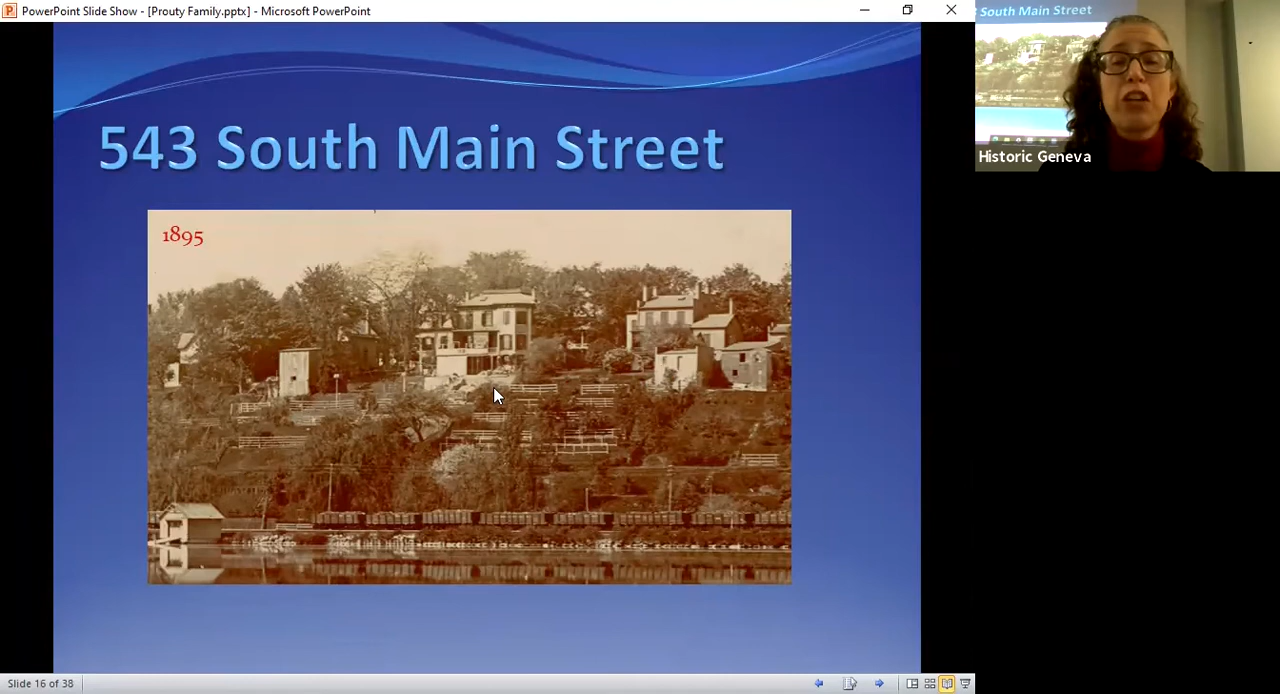 PowerPoint Slide Show - [Prouty Family.pptx] - Microsoft PowerPoint
543 South Main Street
1895
South Main Street
Historic Geneva
Slide 16 of 38